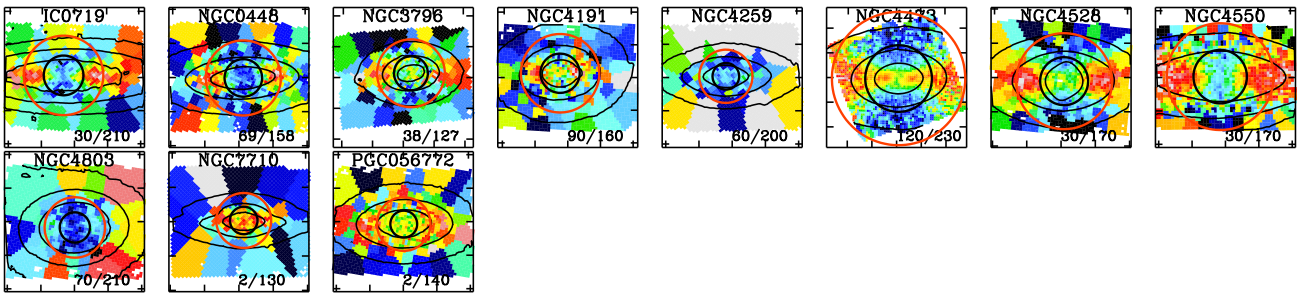 IC0719
30/210
NGC0448
69/158
NGC3796
38/127
NGC4191
90/160
NGC4259
60/200
NGC4473
120/230
NGC4528
30/170
NGC4550
30/170
NGC4803
70/210
NGC7710
2/130
PGC056772
2/140